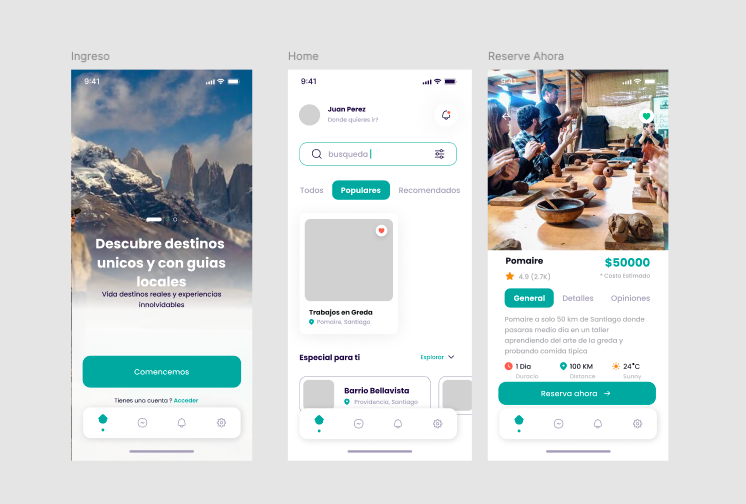 Ingreso
9:41
Descubre destinos
unicos y con guias
locales
Vida destinos reales y experiencias
innolvidables
Comencemos
Tienes una cuenta ? Acceder
Home
9:41
Juan Perez
Donde quieres ir?
busqueda
Todos Populares Recomendados
Trabajos en Greda
Pomaire, Santiago
Especial para ti Explorar
Barrio Bellavista
Providencia, Santiago
Reserve Ahora
9:41
Pomaire $50000
4.9 (2.7K) * Costo Estimado
General Detalles Opiniones
Pomaire a solo 50 km de Santiago donde
pasaras medio dia en un taller
aprendiendo del arte de la greda y
probando comida tipica
1 Dia 100 KM 24°C
Duracio Distance Sunny
Reserva ahora